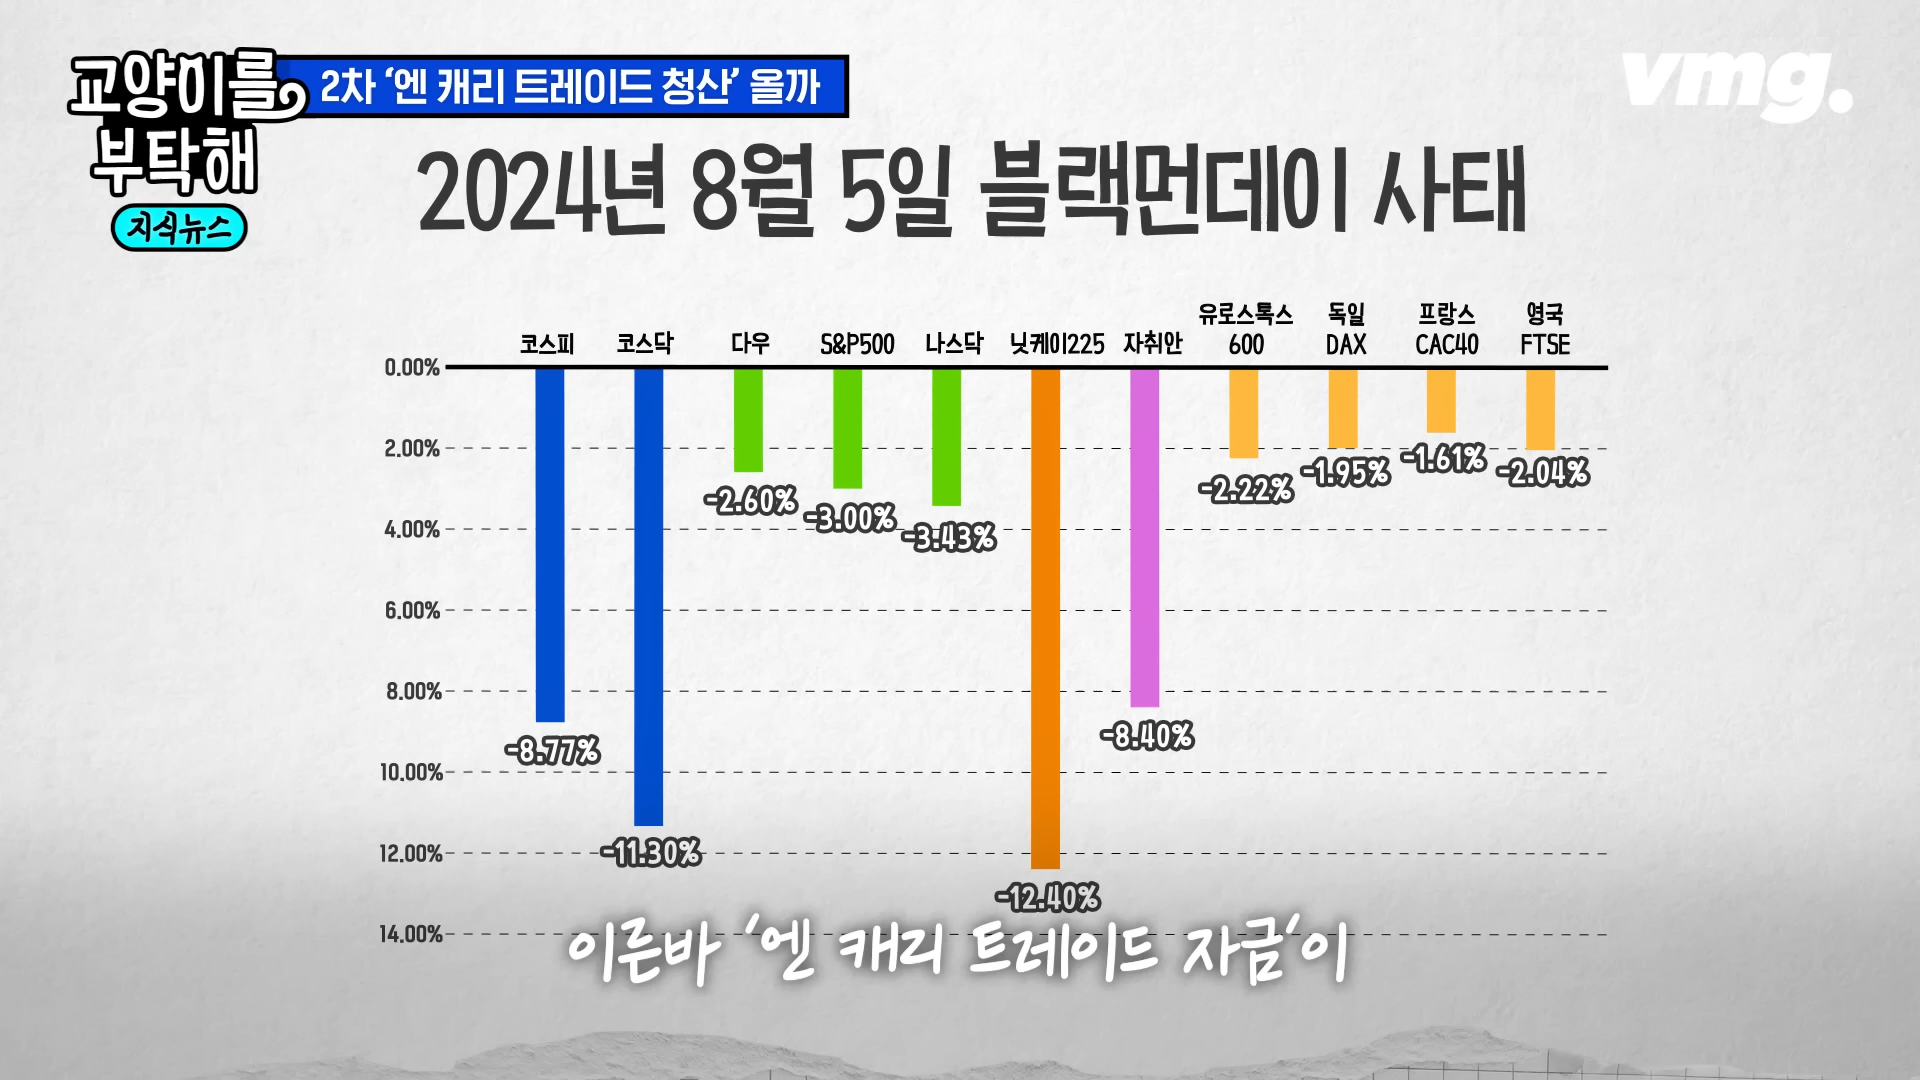 교양이를
부탁해
지식뉴스
2차 ‘엔 캐리 트레이드 청산’ 올까
vmg.
2024년 8월 5일 블랙먼데이 사태
코스피
코스닥
다우
S&P500
나스닥
닛케이225
자취안
유로스톡스
600
독일
DAX
프랑스
CAC40
영국
FTSE
0.00%
2.00%
4.00%
6.00%
8.00%
10.00%
12.00%
14.00%
-8.77%
-11.30%
-2.60%
-3.00%
-3.43%
-12.40%
-8.40%
-2.22%
-1.95%
-1.61%
-2.04%
이른바 ‘엔 캐리 트레이드 자금’이